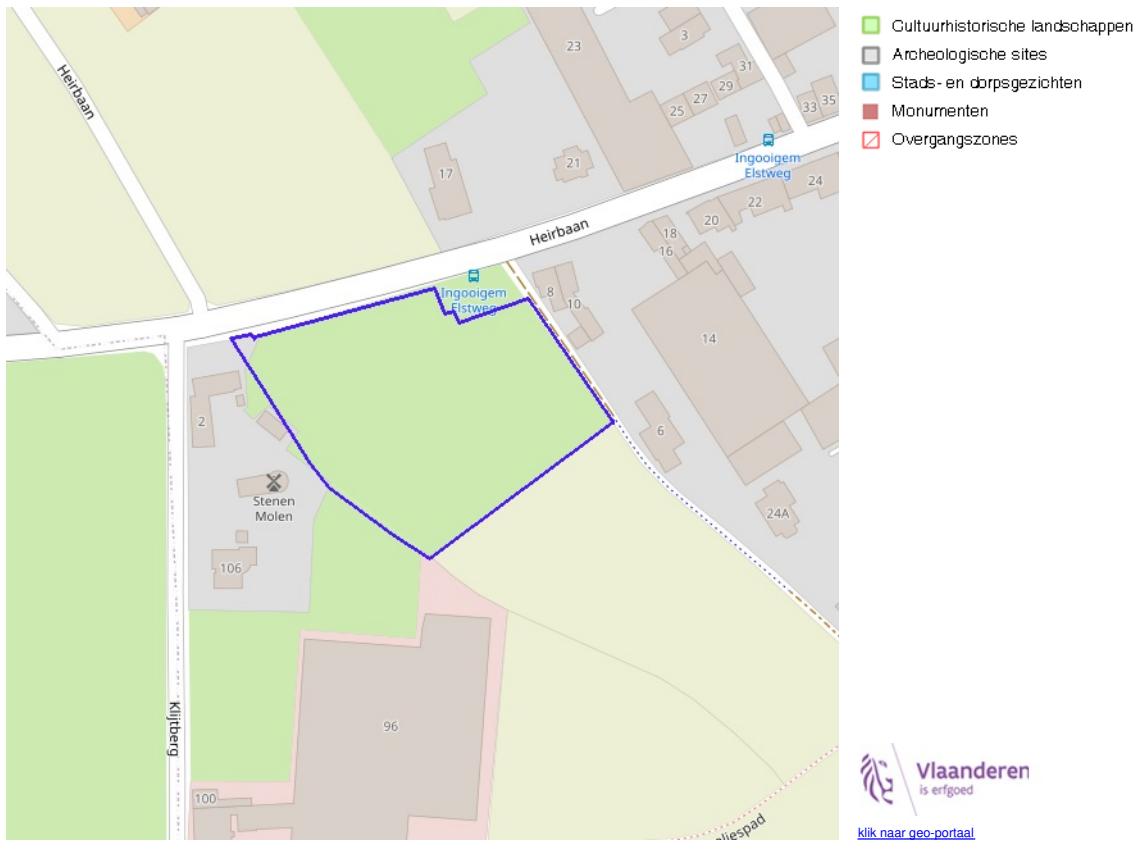 Heirbaan
23
3
31
29
27
25
33
35
Ingooigem
Elstweg
17
21
24
22
20
18
16
Heirbaan
Ingooigem
Elstweg
8
10
14
2
6
Stenen
Molen
24A
106
Klijtberg
96
100
Cultuurhistorische landschappen
Archeologische sites
Stads- en dorpsgezichten
Monumenten
Overgangszones
Vlaanderen
is erfgoed
klik naar geo-portaal